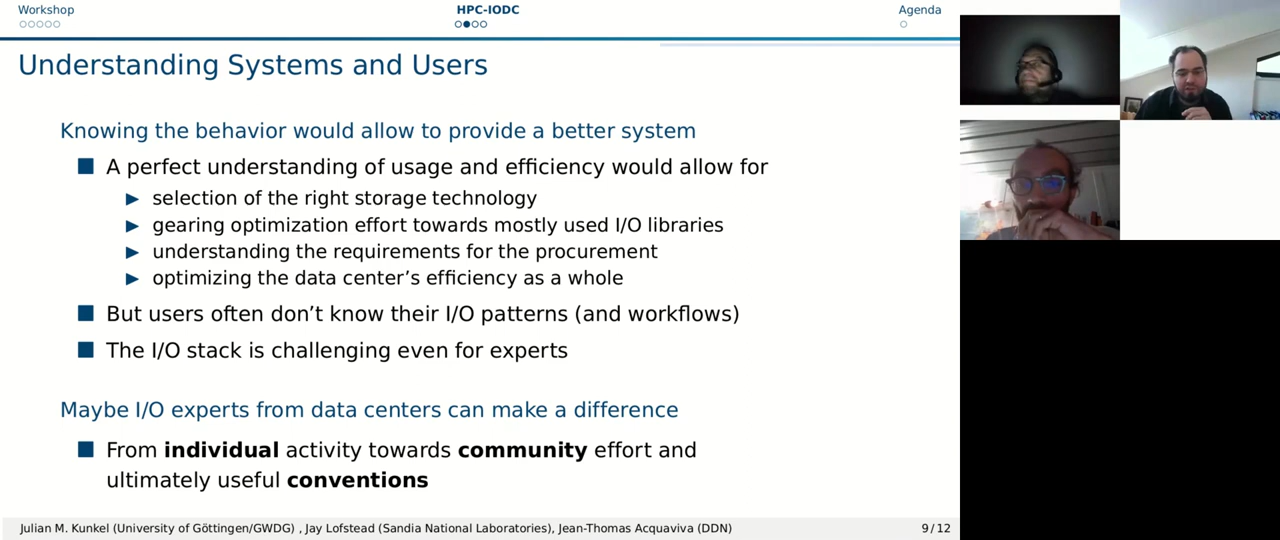 Workshop HPC-IODC Agenda
Understanding Systems and Users
Knowing the behavior would allow to provide a better system
A perfect understanding of usage and efficiency would allow for
selection of the right storage technology
gearing optimization effort towards mostly used I/O libraries
understanding the requirements for the procurement
optimizing the data center’s efficiency as a whole
But users often don’t know their I/O patterns (and workflows)
The I/O stack is challenging even for experts
Maybe I/O experts from data centers can make a difference
From individual activity towards community effort and
ultimately useful conventions
Julian M. Kunkel (University of Göttingen/GWDG) , Jay Lofstead (Sandia National Laboratories), Jean-Thomas Acquaviva (DDN) 9 / 12